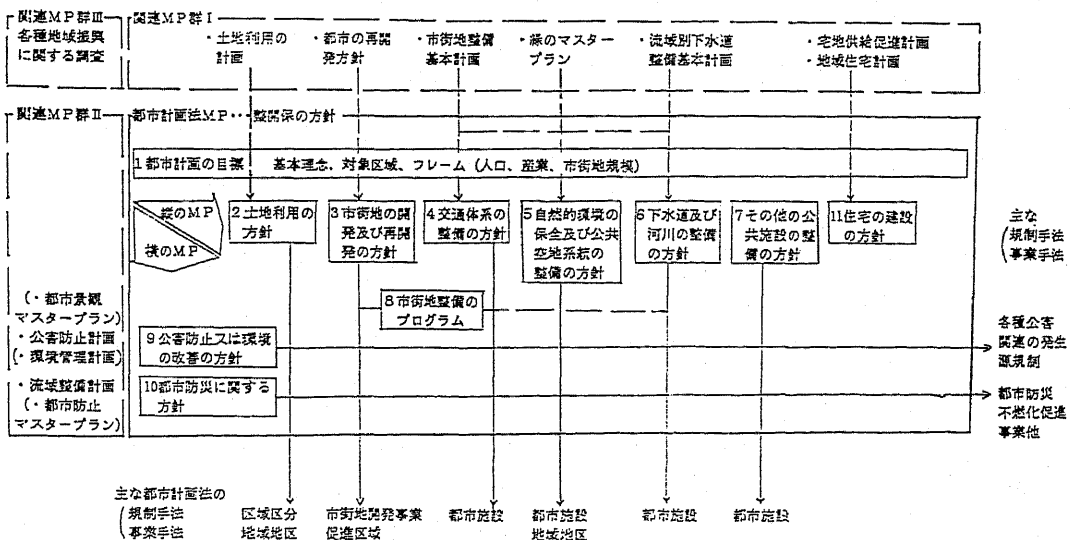 関連MP群Ⅲ
各種地域振興
に関する調査
関連MP群Ⅰ
・土地利用の
計画
・都市の再開
発方針
・市街地整備
基本計画
・緑のマスター
プラン
・流域別下水道
整備基本計画
・宅地供給促進計画
・地域住宅計画
関連MP群Ⅱ
都市計画法MP・・・整開保の方針
1都市計画の目標 基本理念、対象区域、フレーム(人口、産業、市街地規模)
縦のMP
横のMP
2土地利用の
方針
3市街地の開
発及び再開
発の方針
4交通体系の
整備の方針
5自然的環境の
保全及び公共
空地系統の
整備の方針
6下水道及び
河川の整備
の方針
7その他の公
共施設の整
備の方針
11住宅の建設
の方針
主な
規制手法
事業手法
8市街地整備の
プログラム
(・都市景観
マスタープラン)
・公害防止計画
(・環境管理計画)
9公害防止又は環境
の改善の方針
各種公害
関連の発生
源規制
・流域整備計画
(・都市防止
マスタープラン)
10都市防災に関する
方針
都市防災
不燃化促進
事業他
主な都市計画法の
規制手法
事業手法
区域区分
地域地区
市街地開発事業
促進区域
都市施設
都市施設
地域地区
都市施設
都市施設